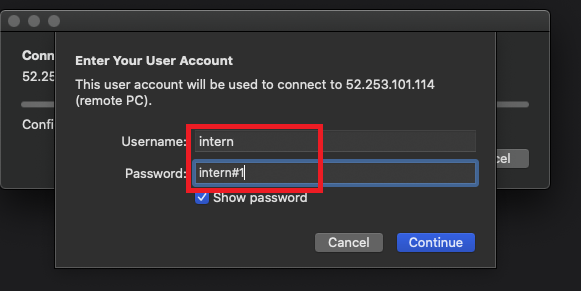 Conn
Enter Your User Account
52.25
This user account will be used to connect to 52.253.101.114
(remote PC).
Confi
Username: intern
Password: intern#1
cel
Show password
Cancel
Continue